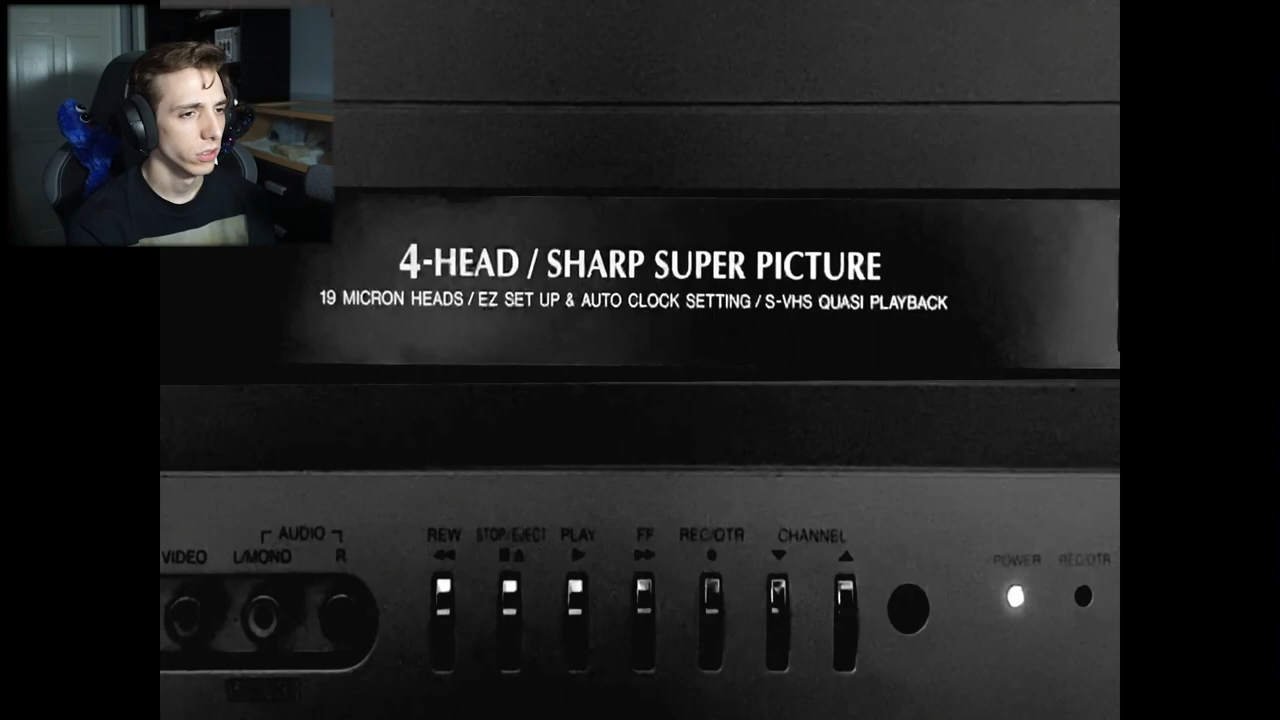 4-HEAD / SHARP SUPER PICTURE
19 MICRON HEADS / EZ SET UP & AUTO CLOCK SETTING / S-VHS QUASI PLAYBACK
AUDIO
VIDEO L/MONO R
REW STOP/EJECT PLAY FF REC/OTR CHANNEL
POWER REC/OTR